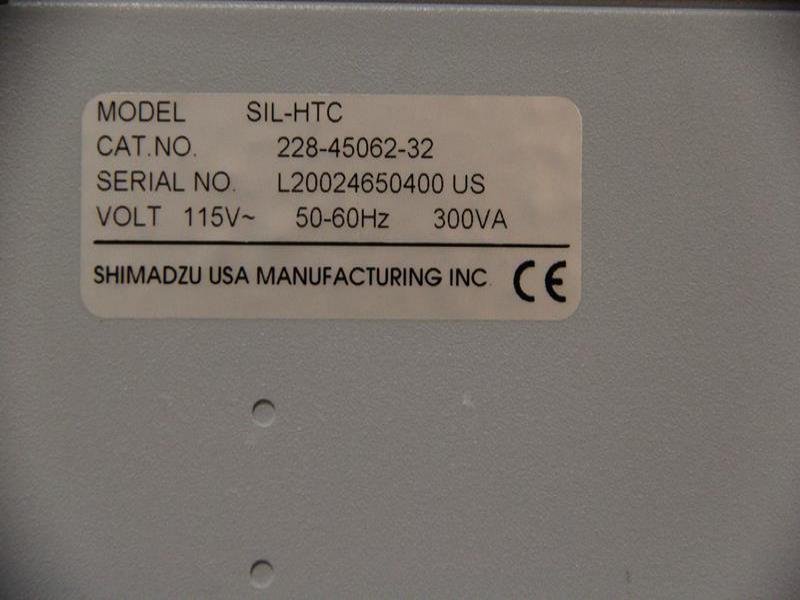 MODEL SIL-HTC
CAT.NO. 228-45062-32
SERIAL NO. L20024650400 US
VOLT 115V~ 50-60Hz 300VA
SHIMADZU USA MANUFACTURING INC. CE